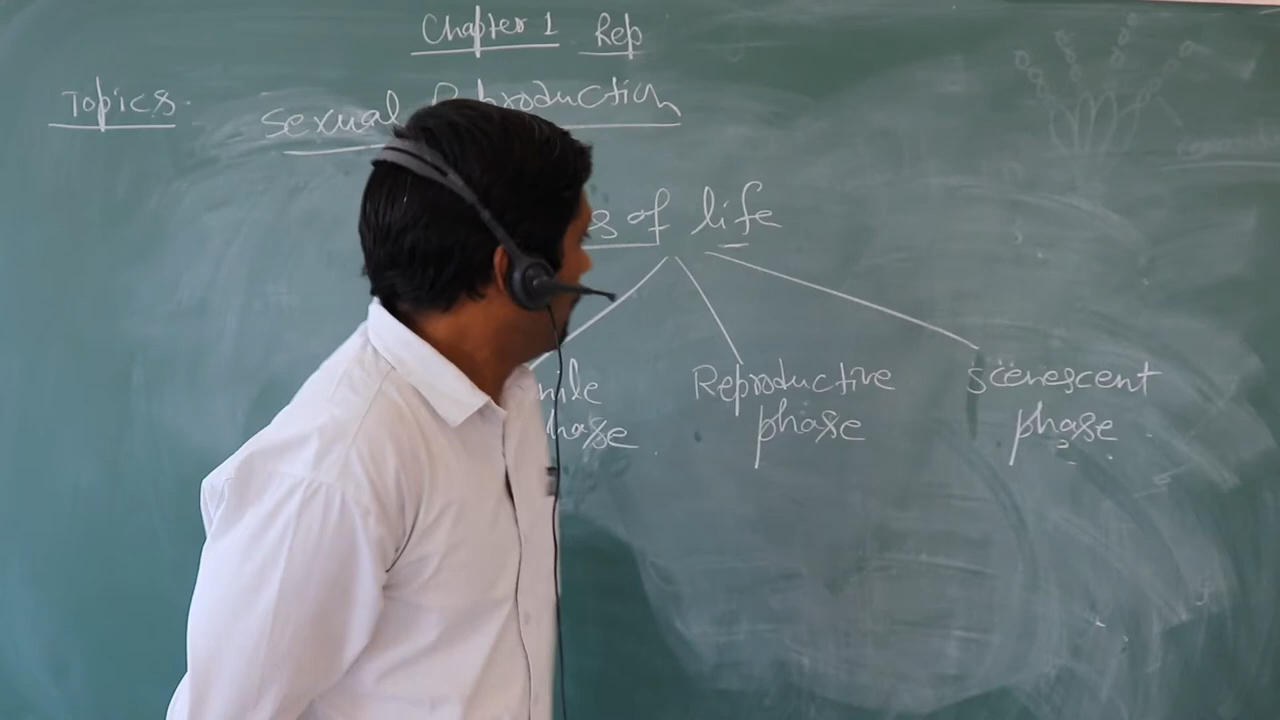 Chapter 1 Rep
Topics.
Sexual Reproduction
s of life
nile Reproductive Scenescent
hase phase phase